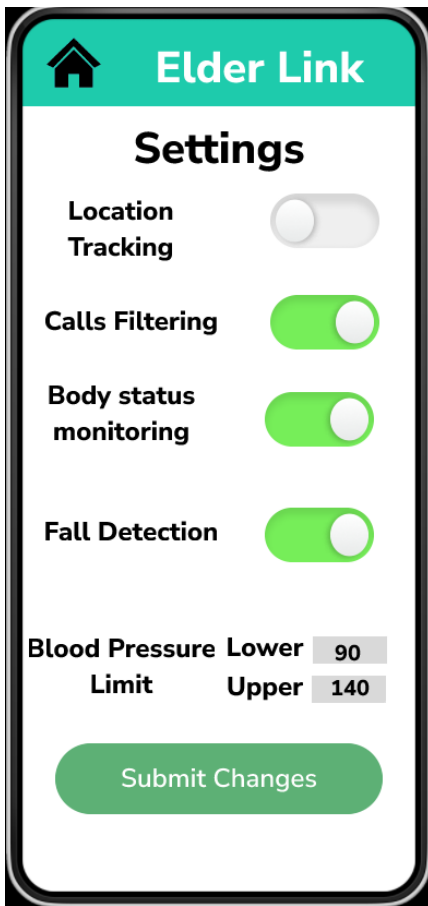 Elder Link
Settings
Location
Tracking
Calls Filtering
Body status
monitoring
Fall Detection
Blood Pressure
Limit
Lower 90
Upper 140
Submit Changes